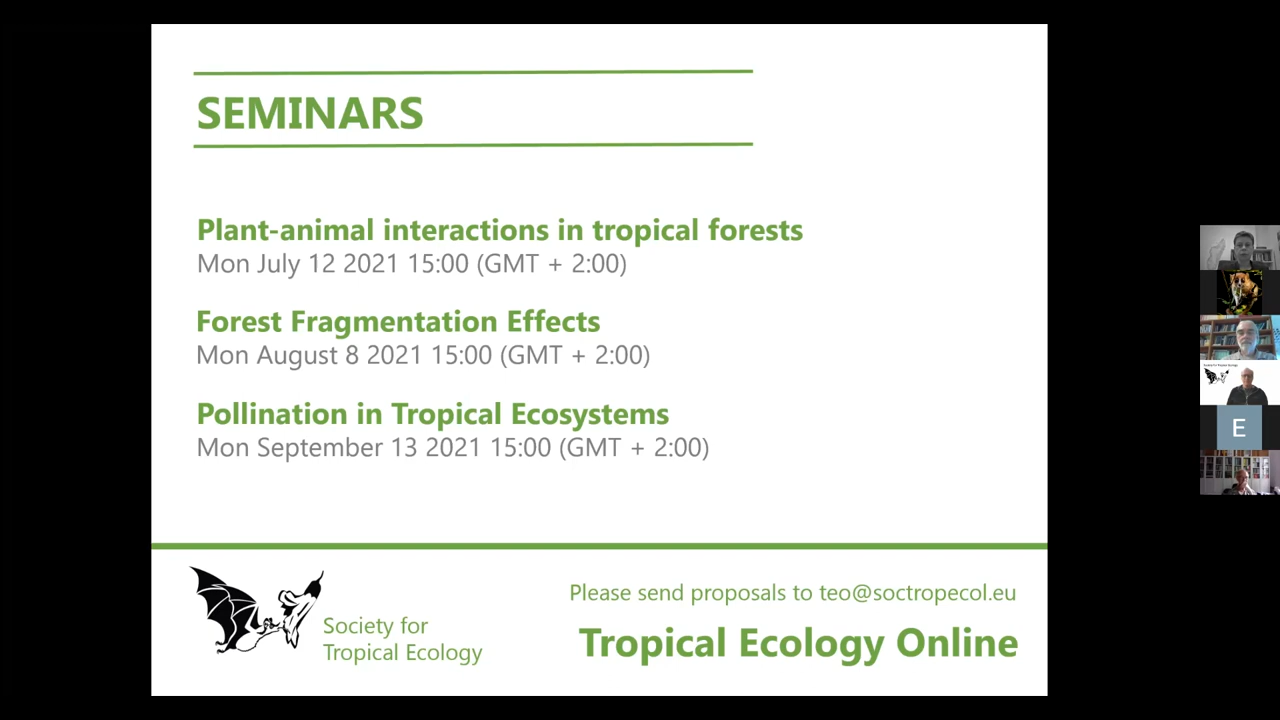 SEMINARS
Plant-animal interactions in tropical forests
Mon July 12 2021 15:00 (GMT + 2:00)
Forest Fragmentation Effects
Mon August 8 2021 15:00 (GMT + 2:00)
Pollination in Tropical Ecosystems
Mon September 13 2021 15:00 (GMT + 2:00)
Society for
Tropical Ecology
Please send proposals to teo@soctropecol.eu
Tropical Ecology Online
E